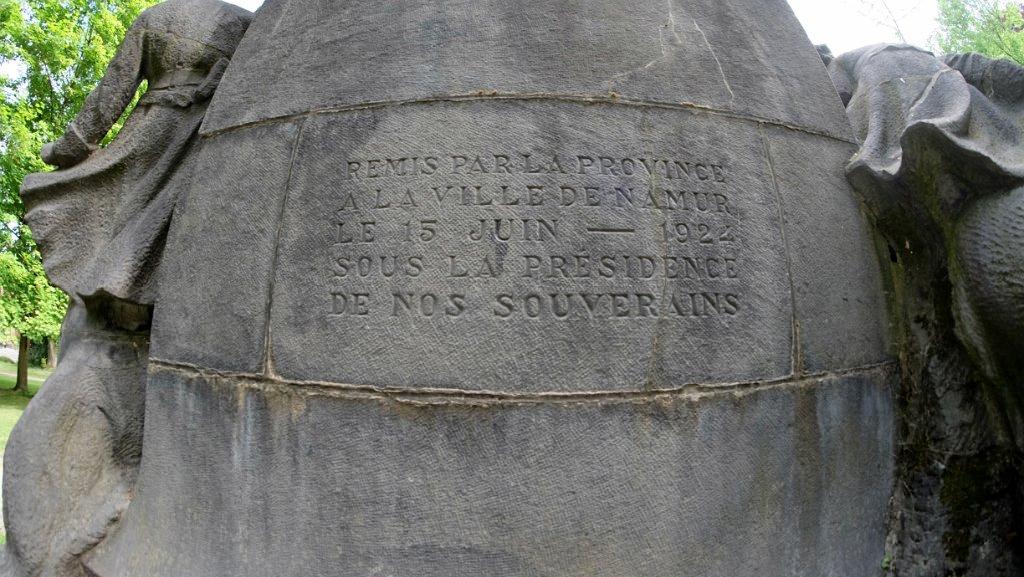 REMIS PAR LA PROVINCE
A LA VILLE DE NAMUR
LE 15 JUIN — 1924
SOUS LA PRÉSIDENCE
DE NOS SOUVERAINS